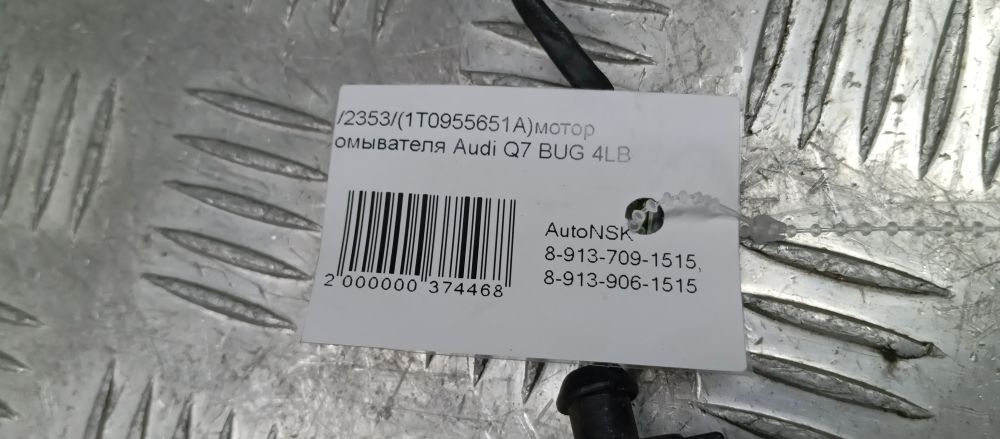 /2353/(1T0955651A)мотор
омывателя Audi Q7 BUG 4LB
AutoNSK
8-913-709-1515,
8-913-906-1515
2 000000 374468